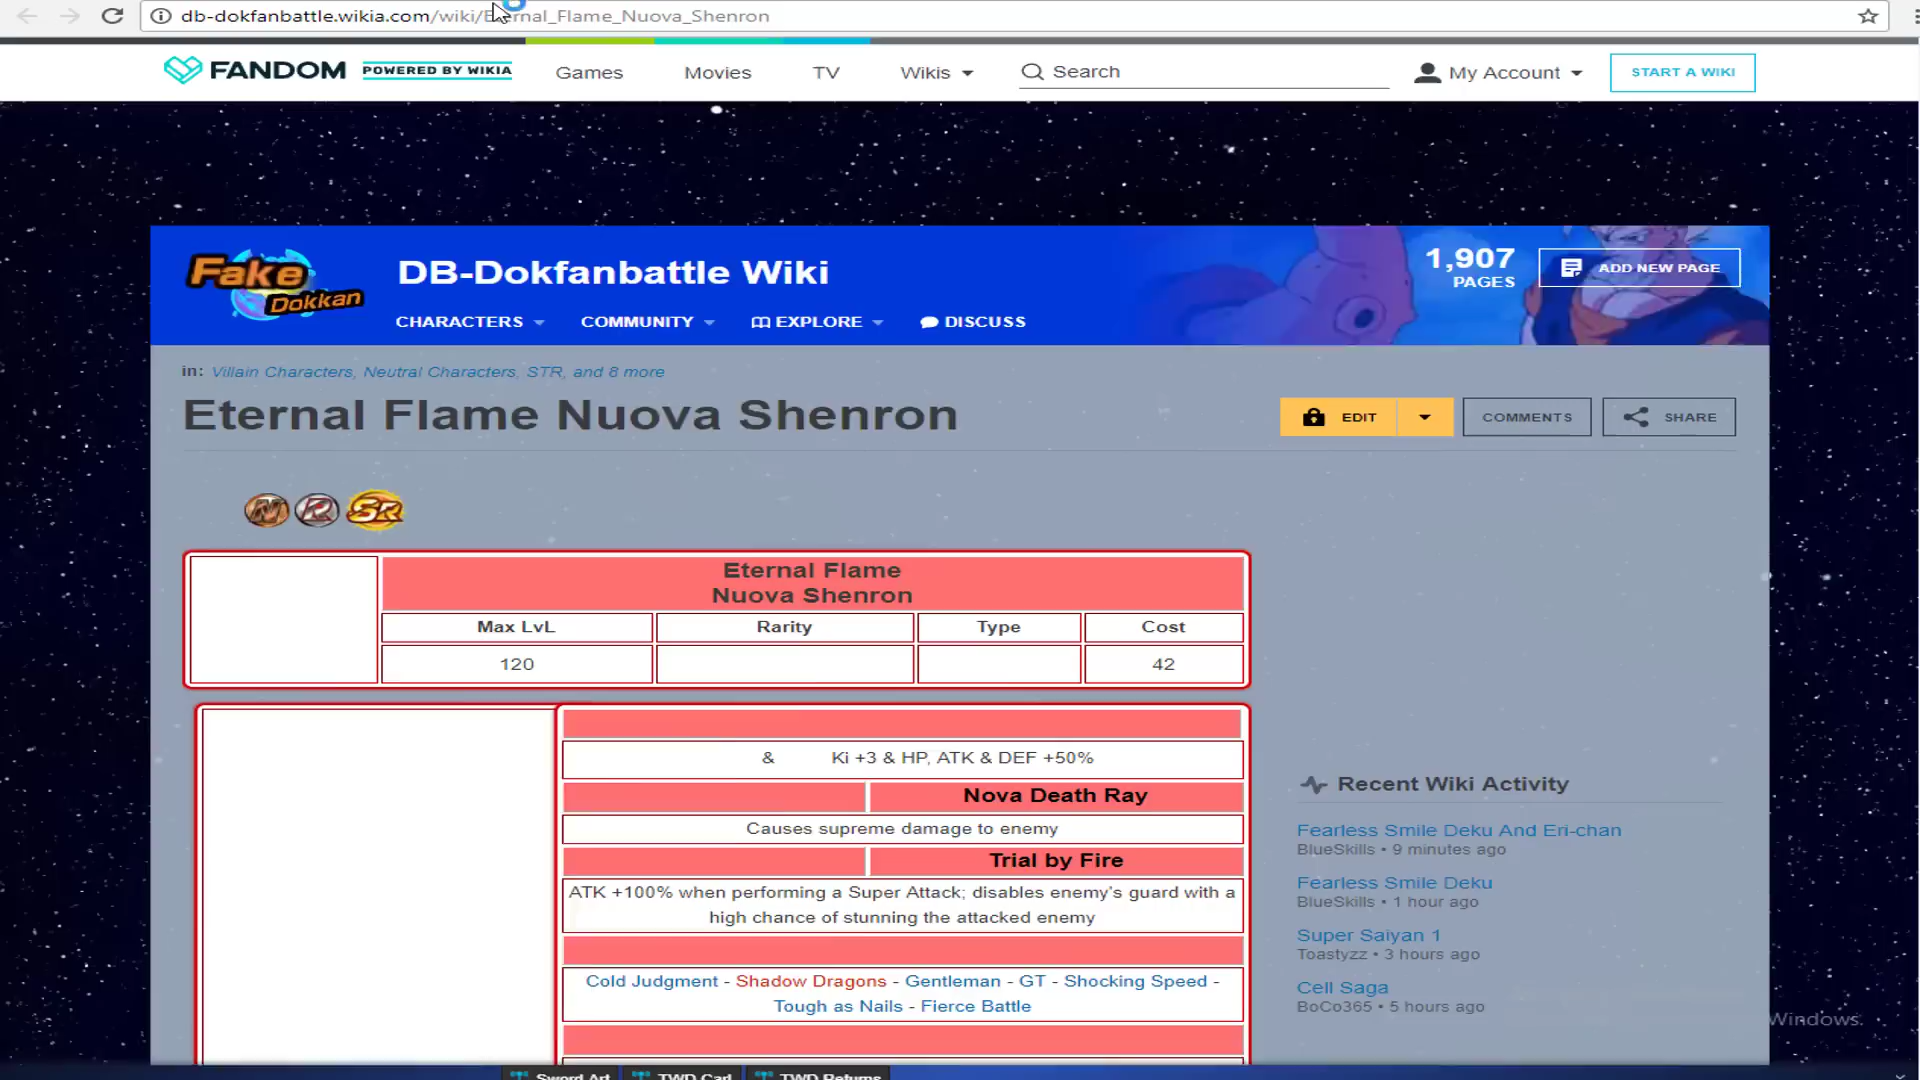 db-dokfanbattle.wikia.com/wiki/Eternal_Flame_Nuova_Shenron
FANDOM POWERED BY WIKIA Games Movies TV Wikis Search My Account START A WIKI
Fake Dokkan
DB-Dokfanbattle Wiki
1,907 PAGES
ADD NEW PAGE
CHARACTERS COMMUNITY EXPLORE DISCUSS
in: Villain Characters, Neutral Characters, STR, and 8 more
Eternal Flame Nuova Shenron
EDIT COMMENTS SHARE
N R SR
Eternal Flame
Nuova Shenron
Max LvL Rarity Type Cost
120 42
& Ki +3 & HP, ATK & DEF +50%
Nova Death Ray
Causes supreme damage to enemy
Trial by Fire
ATK +100% when performing a Super Attack; disables enemy's guard with a
high chance of stunning the attacked enemy
Cold Judgment - Shadow Dragons - Gentleman - GT - Shocking Speed -
Tough as Nails - Fierce Battle
Recent Wiki Activity
Fearless Smile Deku And Eri-chan
BlueSkills • 9 minutes ago
Fearless Smile Deku
BlueSkills • 1 hour ago
Super Saiyan 1
Toastyzz • 3 hours ago
Cell Saga
BoCo365 • 5 hours ago
Windows.
Sword Art TWD Carl TWD Returns